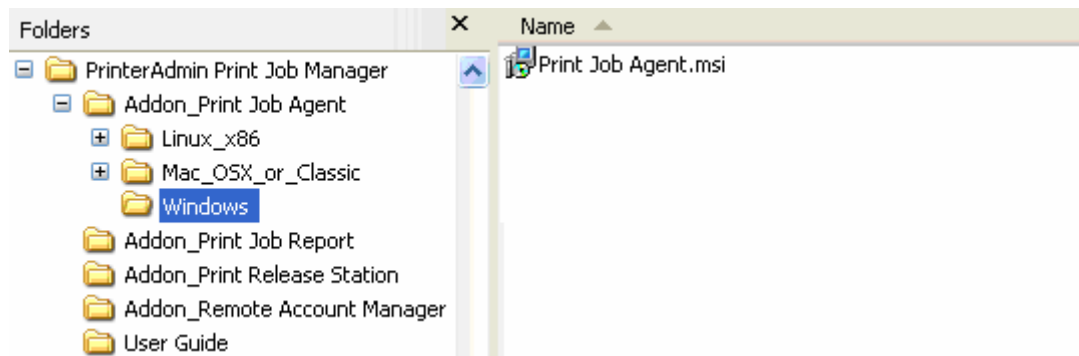 Folders
PrinterAdmin Print Job Manager
Addon_Print Job Agent
Linux_x86
Mac_OSX_or_Classic
Windows
Addon_Print Job Report
Addon_Print Release Station
Addon_Remote Account Manager
User Guide
Name
Print Job Agent.msi